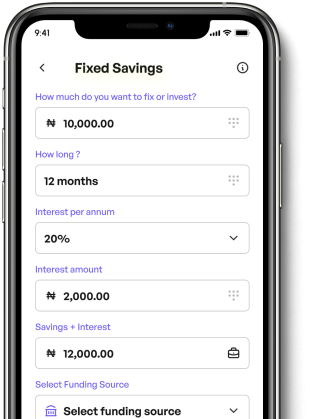 9:41
Fixed Savings
How much do you want to fix or invest?
₦ 10,000.00
How long ?
12 months
Interest per annum
20%
Interest amount
₦ 2,000.00
Savings + Interest
₦ 12,000.00
Select Funding Source
Select funding source